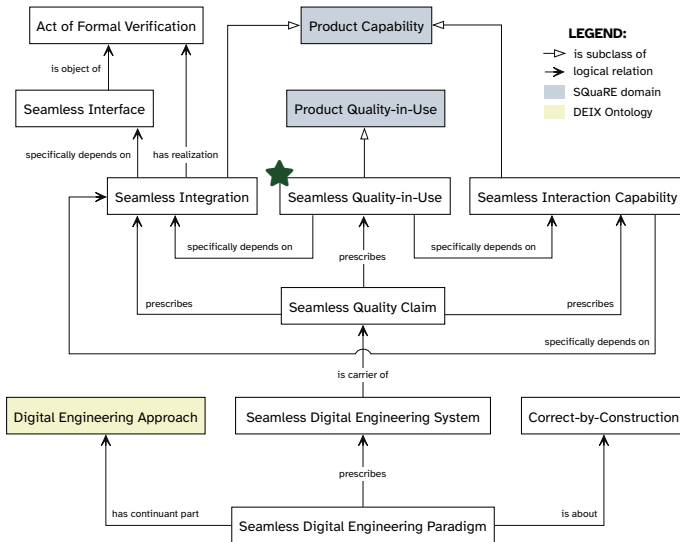 Act of Formal Verification
Product Capability
LEGEND:
is subclass of
logical relation
SQuaRE domain
DEIX Ontology
is object of
Seamless Interface
Product Quality-in-Use
specifically depends on
has realization
Seamless Integration
Seamless Quality-in-Use
Seamless Interaction Capability
specifically depends on
specifically depends on
prescribes
prescribes
Seamless Quality Claim
prescribes
specifically depends on
is carrier of
Digital Engineering Approach
Seamless Digital Engineering System
Correct-by-Construction
prescribes
has continuant part
is about
Seamless Digital Engineering Paradigm